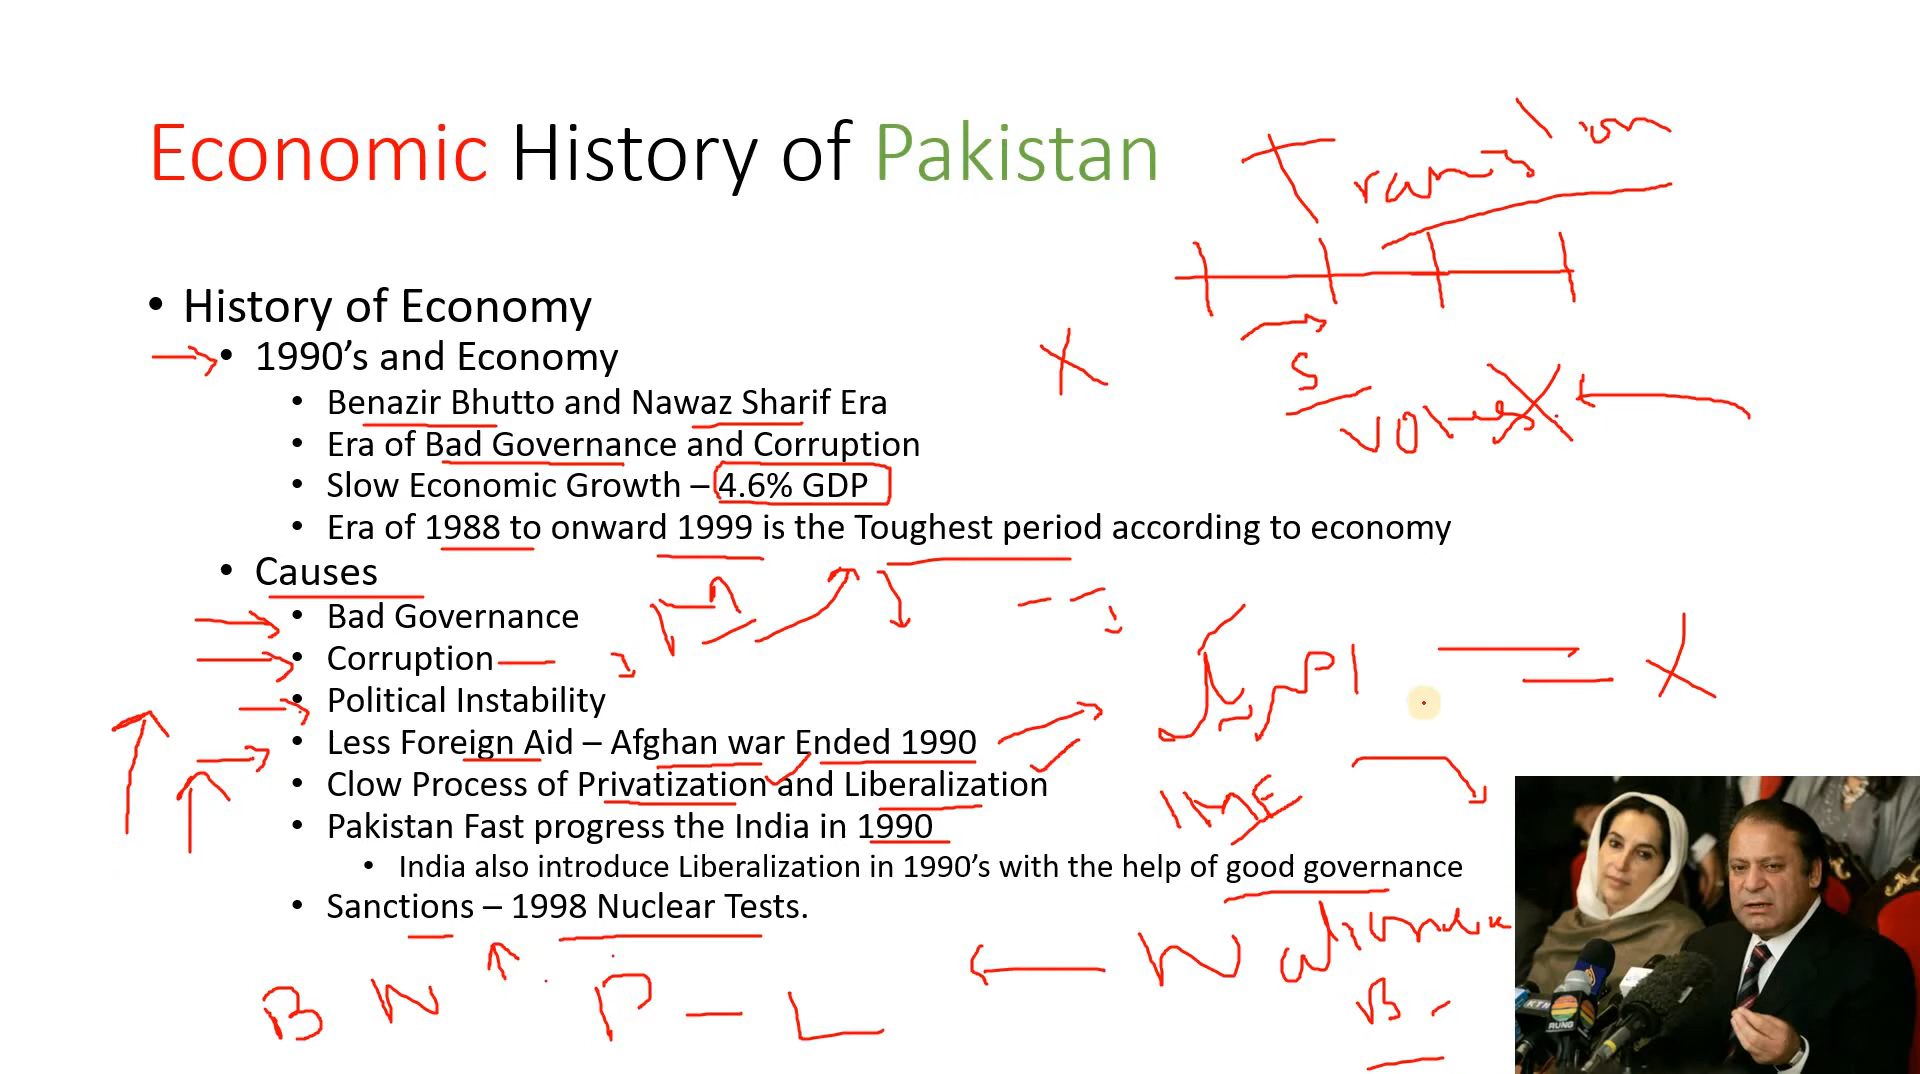 Economic History of Pakistan
• History of Economy
• 1990's and Economy
• Benazir Bhutto and Nawaz Sharif Era
• Era of Bad Governance and Corruption
• Slow Economic Growth – 4.6% GDP
• Era of 1988 to onward 1999 is the Toughest period according to economy
• Causes
• Bad Governance
• Corruption
• Political Instability
• Less Foreign Aid – Afghan war Ended 1990
• Clow Process of Privatization and Liberalization
• Pakistan Fast progress the India in 1990
• India also introduce Liberalization in 1990's with the help of good governance
• Sanctions – 1998 Nuclear Tests.
B N P – L
KTN